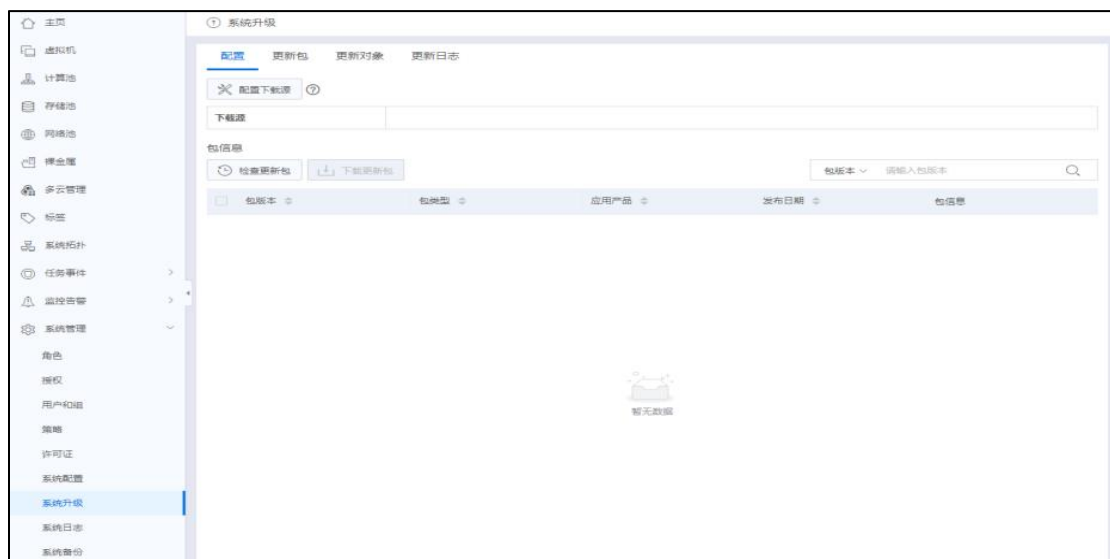 主页
虚拟机
计算池
存储池
网络池
裸金属
多云管理
标签
系统拓扑
任务事件
监控告警
系统管理
角色
授权
用户和组
策略
许可证
系统配置
系统升级
系统日志
系统备份
系统升级
配置 更新包 更新对象 更新日志
配置下载源
下载源
包信息
检查更新包 下载更新包 包版本 请输入包版本
包版本 包类型 应用产品 发布日期 包信息
暂无数据